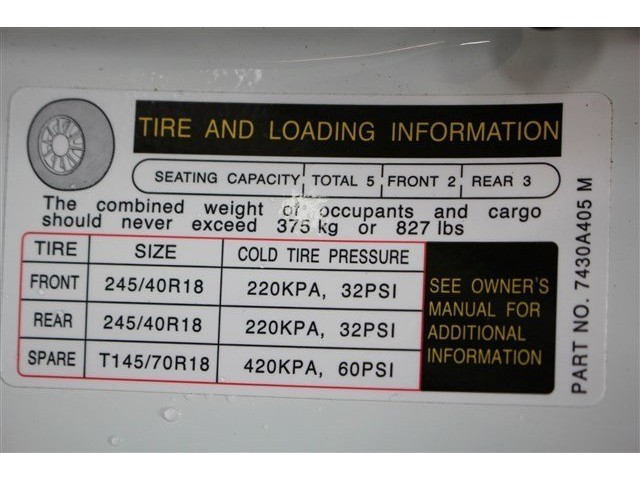 TIRE AND LOADING INFORMATION
SEATING CAPACITY TOTAL 5 FRONT 2 REAR 3
The combined weight of occupants and cargo
should never exceed 375 kg or 827 lbs
TIRE SIZE COLD TIRE PRESSURE
FRONT 245/40R18 220KPA, 32PSI
REAR 245/40R18 220KPA, 32PSI
SPARE T145/70R18 420KPA, 60PSI
SEE OWNER'S
MANUAL FOR
ADDITIONAL
INFORMATION
PART NO. 7430A405 M